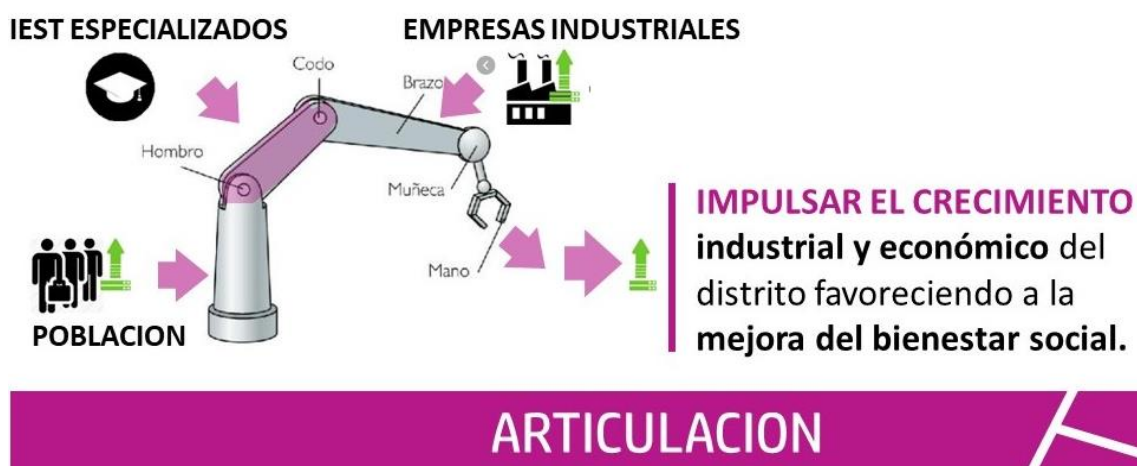 IEST ESPECIALIZADOS
EMPRESAS INDUSTRIALES
Codo
Brazo
Hombro
Muñeca
Mano
POBLACION
IMPULSAR EL CRECIMIENTO
industrial y económico del
distrito favoreciendo a la
mejora del bienestar social.
ARTICULACION